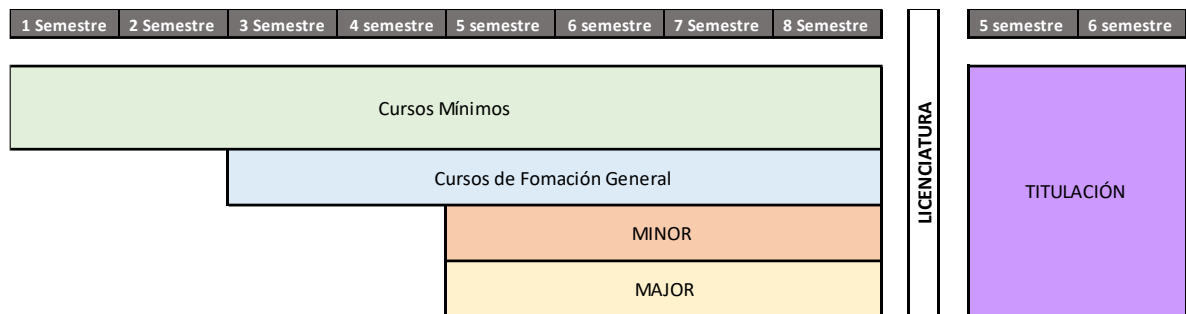 1 Semestre 2 Semestre 3 Semestre 4 semestre 5 semestre 6 semestre 7 Semestre 8 Semestre 5 semestre 6 semestre
Cursos Mínimos
Cursos de Fomación General
MINOR
MAJOR
LICENCIATURA
TITULACIÓN